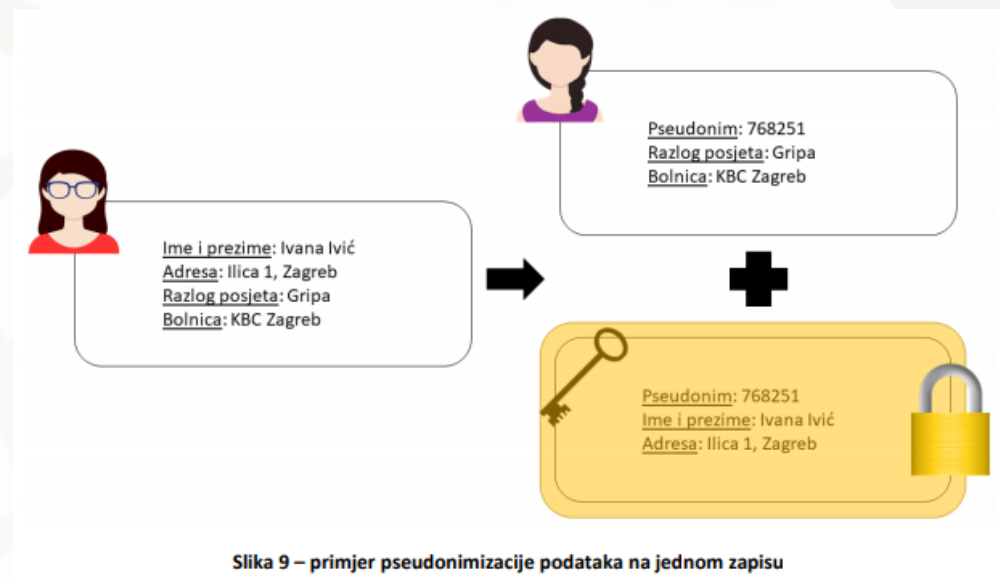 Ime i prezime: Ivana Ivić
Adresa: Ilica 1, Zagreb
Razlog posjeta: Gripa
Bolnica: KBC Zagreb
Pseudonim: 768251
Razlog posjeta: Gripa
Bolnica: KBC Zagreb
Pseudonim: 768251
Ime i prezime: Ivana Ivić
Adresa: Ilica 1, Zagreb
Slika 9 – primjer pseudonimizacije podataka na jednom zapisu